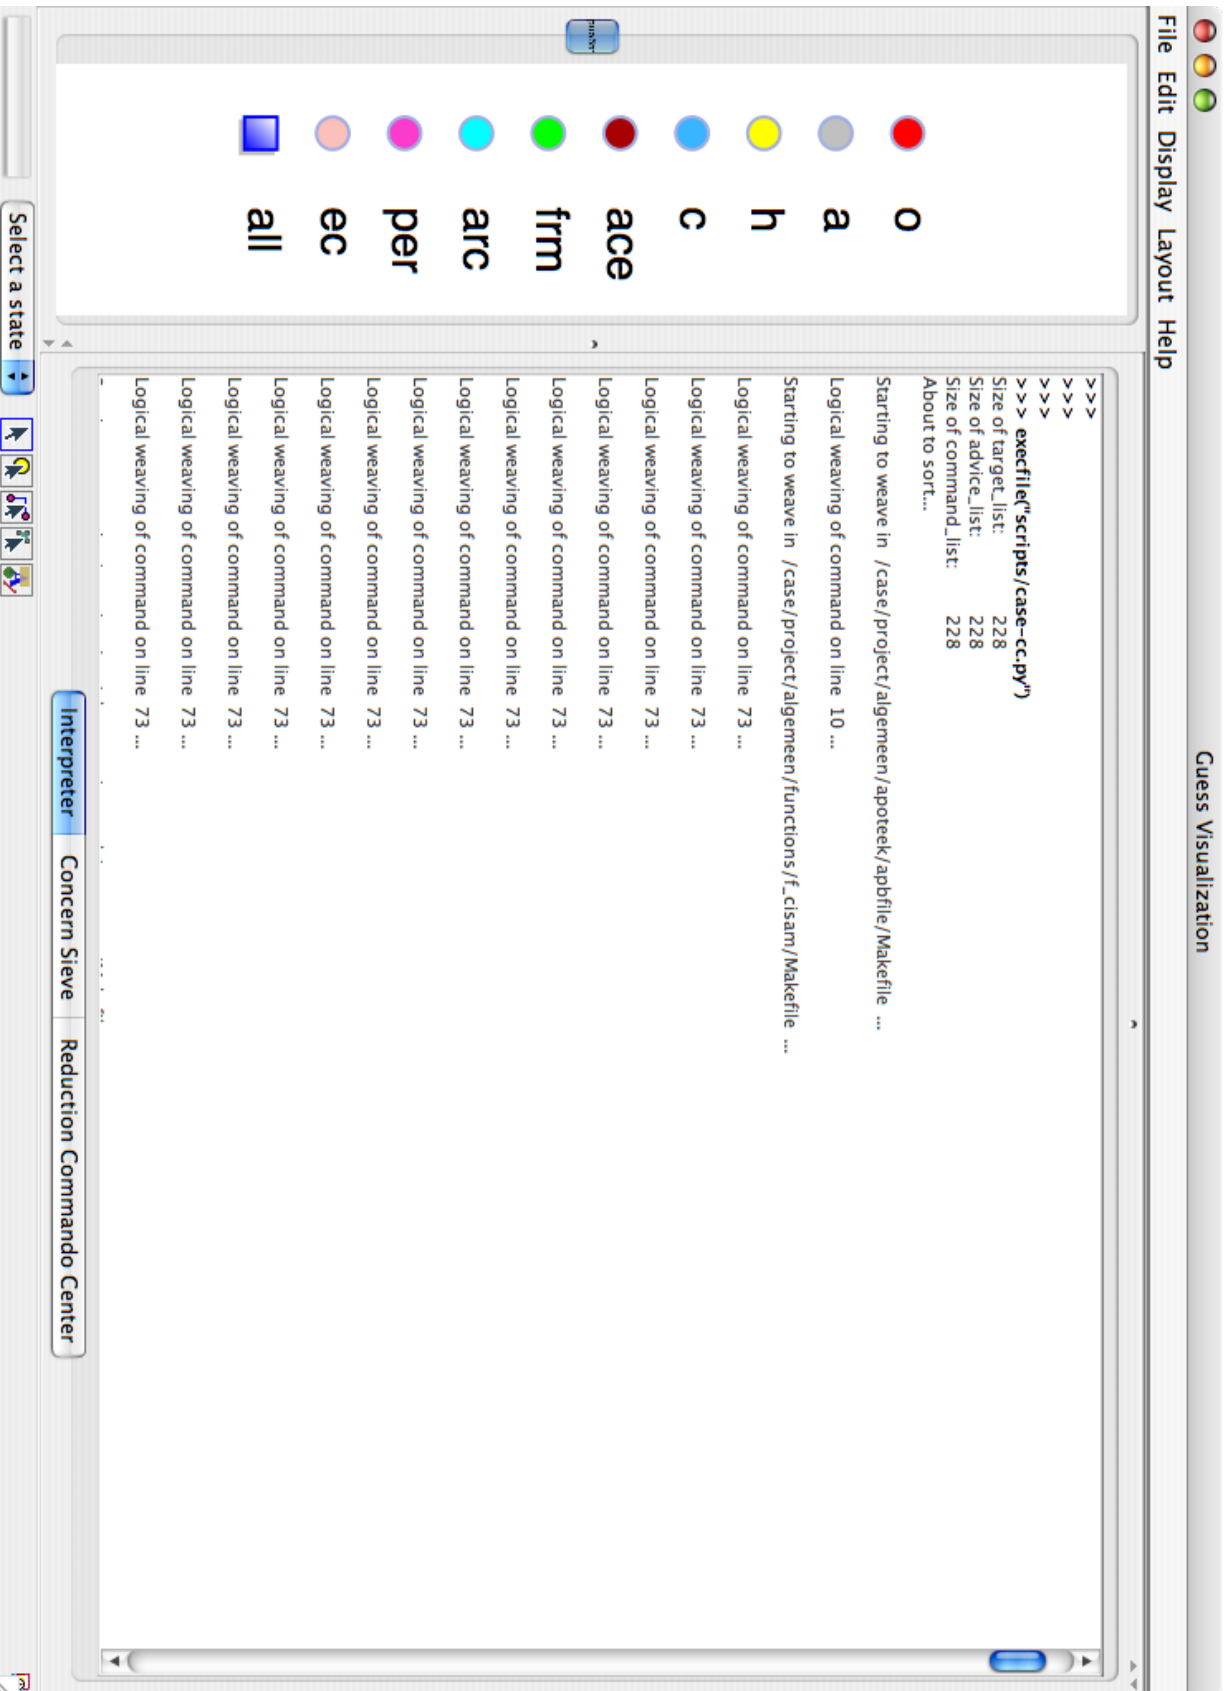 Guess Visualization
File Edit Display Layout Help
o
a
h
c
ace
frm
arc
per
ec
all
>>>
>>>
>>>
>>> execfile("scripts/case-cc.py")
Size of target_list: 228
Size of advice_list: 228
Size of command_list: 228
About to sort...
Starting to weave in /case/project/algemeen/apoteek/apbfile/Makefile ...
Logical weaving of command on line 10 ...
Starting to weave in /case/project/algemeen/functions/f_cisam/Makefile ...
Logical weaving of command on line 73 ...
Logical weaving of command on line 73 ...
Logical weaving of command on line 73 ...
Logical weaving of command on line 73 ...
Logical weaving of command on line 73 ...
Logical weaving of command on line 73 ...
Logical weaving of command on line 73 ...
Logical weaving of command on line 73 ...
Logical weaving of command on line 73 ...
Logical weaving of command on line 73 ...
Logical weaving of command on line 73 ...
Logical weaving of command on line 73 ...
Logical weaving of command on line 73 ...
Logical weaving of command on line 73 ...
Interpreter Concern Sieve Reduction Commando Center
Select a state